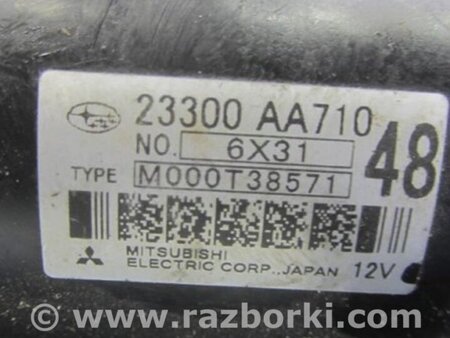 23300 AA710
NO. 6X31
48
TYPE M000T38571
MITSUBISHI
ELECTRIC CORP., JAPAN 12V
© www.razborki.com